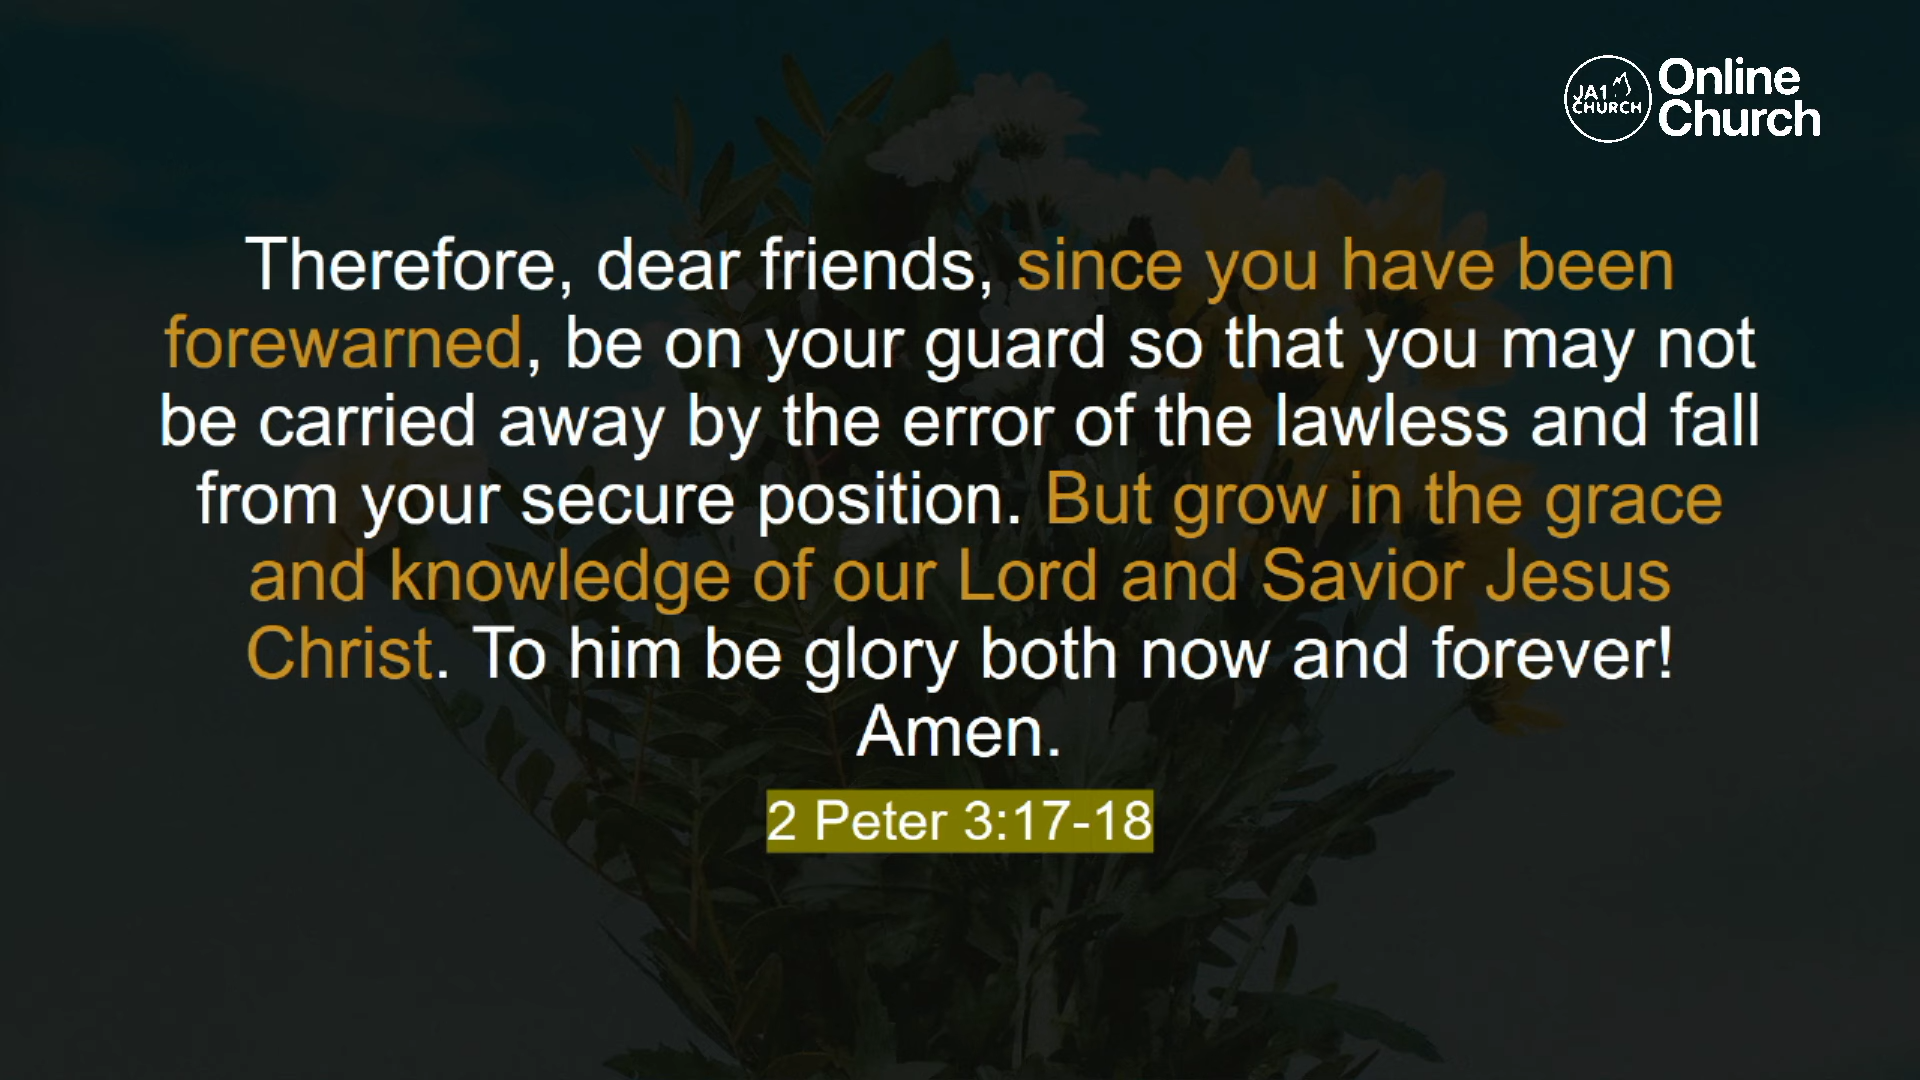 JA1
CHURCH
Online
Church
Therefore, dear friends, since you have been
forewarned, be on your guard so that you may not
be carried away by the error of the lawless and fall
from your secure position. But grow in the grace
and knowledge of our Lord and Savior Jesus
Christ. To him be glory both now and forever!
Amen.
2 Peter 3:17-18